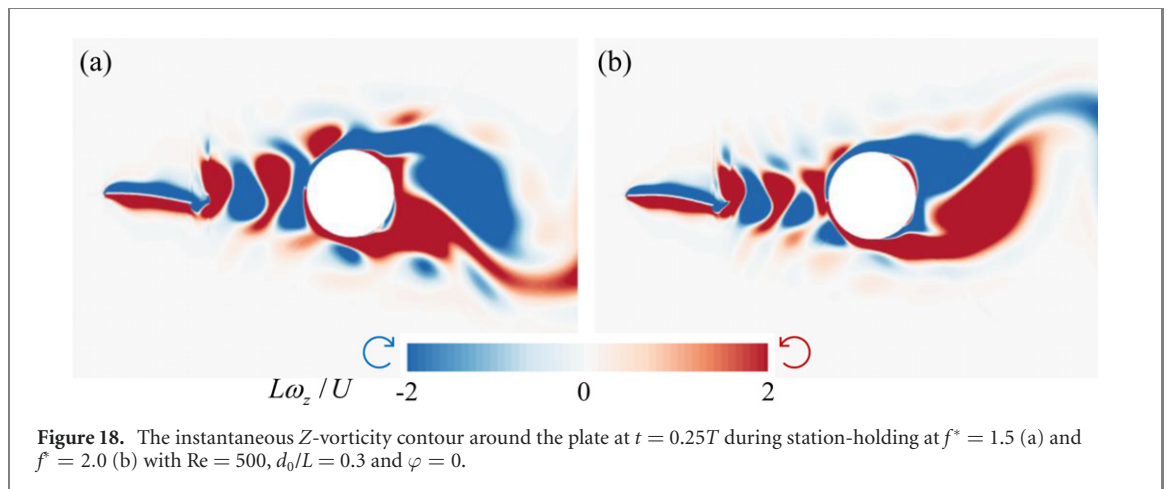 (a) (b)
Lω_z / U -2 0 2
Figure 18. The instantaneous Z-vorticity contour around the plate at t = 0.25T during station-holding at f* = 1.5 (a) and
f* = 2.0 (b) with Re = 500, d₀/L = 0.3 and φ = 0.